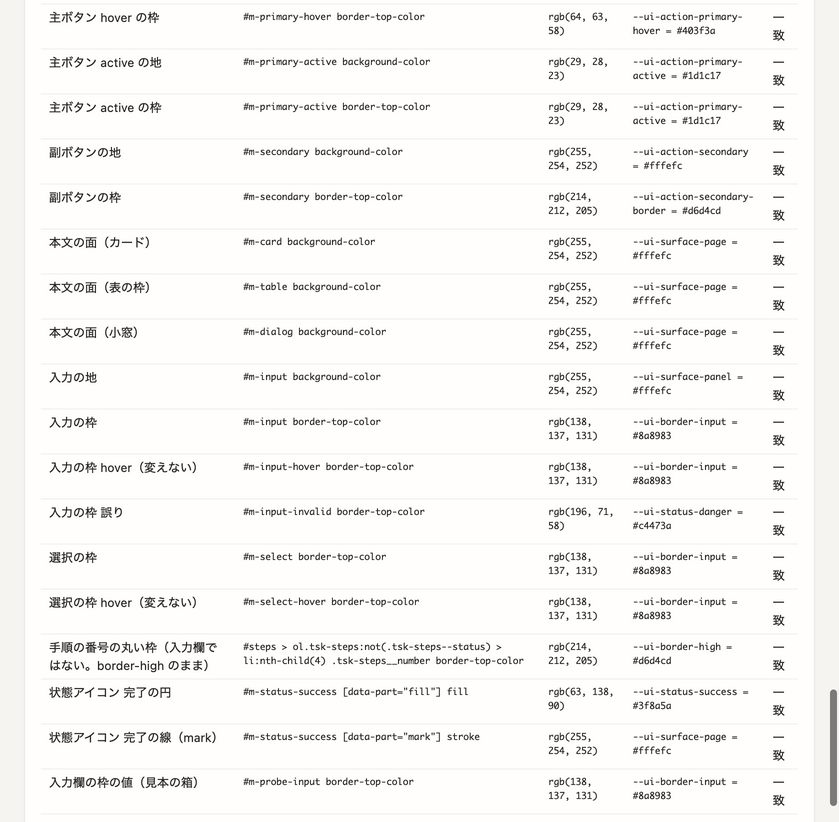 主ボタン hover の枠 #m-primary-hover border-top-color rgb(64, 63, 58) --ui-action-primary-hover = #403f3a 一致
主ボタン active の地 #m-primary-active background-color rgb(29, 28, 23) --ui-action-primary-active = #1d1c17 一致
主ボタン active の枠 #m-primary-active border-top-color rgb(29, 28, 23) --ui-action-primary-active = #1d1c17 一致
副ボタンの地 #m-secondary background-color rgb(255, 254, 252) --ui-action-secondary = #fffefc 一致
副ボタンの枠 #m-secondary border-top-color rgb(214, 212, 205) --ui-action-secondary-border = #d6d4cd 一致
本文の面（カード） #m-card background-color rgb(255, 254, 252) --ui-surface-page = #fffefc 一致
本文の面（表の枠） #m-table background-color rgb(255, 254, 252) --ui-surface-page = #fffefc 一致
本文の面（小窓） #m-dialog background-color rgb(255, 254, 252) --ui-surface-page = #fffefc 一致
入力の地 #m-input background-color rgb(255, 254, 252) --ui-surface-panel = #fffefc 一致
入力の枠 #m-input border-top-color rgb(138, 137, 131) --ui-border-input = #8a8983 一致
入力の枠 hover（変えない） #m-input-hover border-top-color rgb(138, 137, 131) --ui-border-input = #8a8983 一致
入力の枠 誤り #m-input-invalid border-top-color rgb(196, 71, 58) --ui-status-danger = #c4473a 一致
選択の枠 #m-select border-top-color rgb(138, 137, 131) --ui-border-input = #8a8983 一致
選択の枠 hover（変えない） #m-select-hover border-top-color rgb(138, 137, 131) --ui-border-input = #8a8983 一致
手順の番号の丸い枠（入力欄ではない。border-high のまま） #steps > ol.tsk-steps:not(.tsk-steps--status) > li:nth-child(4) .tsk-steps__number border-top-color rgb(214, 212, 205) --ui-border-high = #d6d4cd 一致
状態アイコン 完了の円 #m-status-success [data-part="fill"] fill rgb(63, 138, 90) --ui-status-success = #3f8a5a 一致
状態アイコン 完了の線（mark） #m-status-success [data-part="mark"] stroke rgb(255, 254, 252) --ui-surface-page = #fffefc 一致
入力欄の枠の値（見本の箱） #m-probe-input border-top-color rgb(138, 137, 131) --ui-border-input = #8a8983 一致